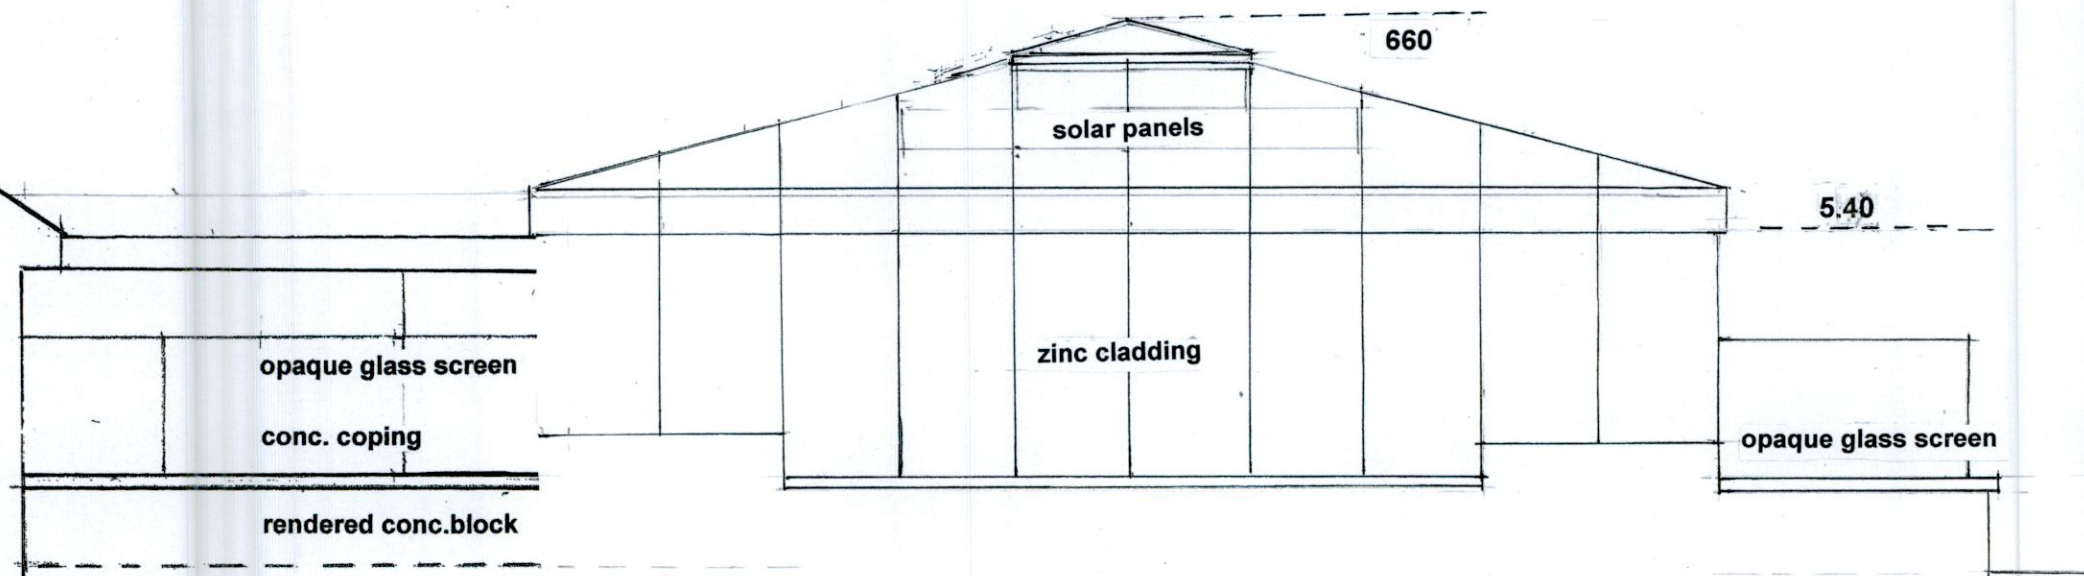 660
solar panels
5.40
zinc cladding
opaque glass screen
conc. coping
opaque glass screen
rendered conc.block